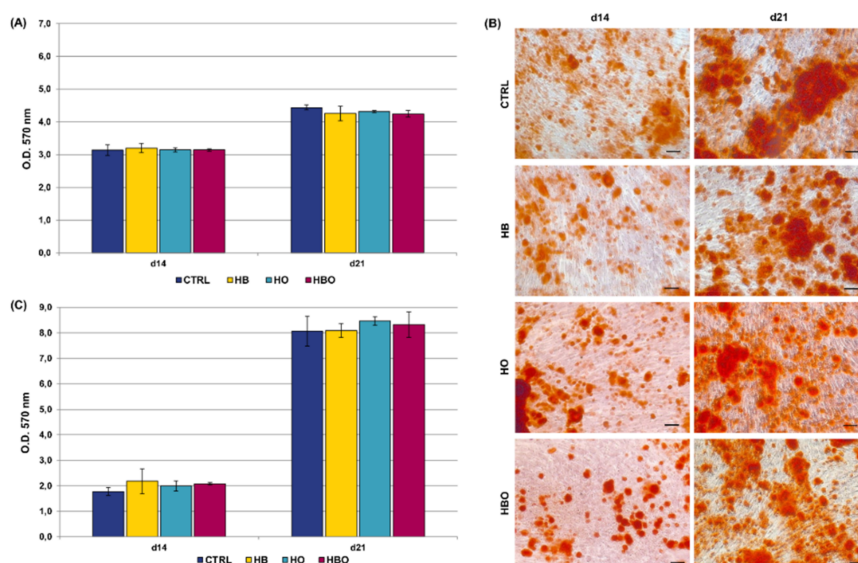 (A)
7,0
6,0
5,0
4,0
3,0
2,0
1,0
0,0
O.D. 570 nm
d14 d21
CTRL HB HO HBO
(C)
9,0
8,0
7,0
6,0
5,0
4,0
3,0
2,0
1,0
0,0
O.D. 570 nm
d14 d21
CTRL HB HO HBO
(B)
d14 d21
CTRL
HB
HO
HBO